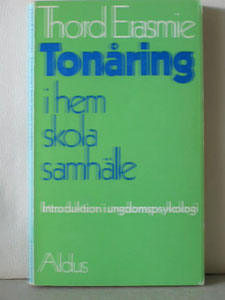 Thord Erasmie
Tonåring
i hem
skola
samhälle
Introduktion i ungdomspsykologi
Aldus